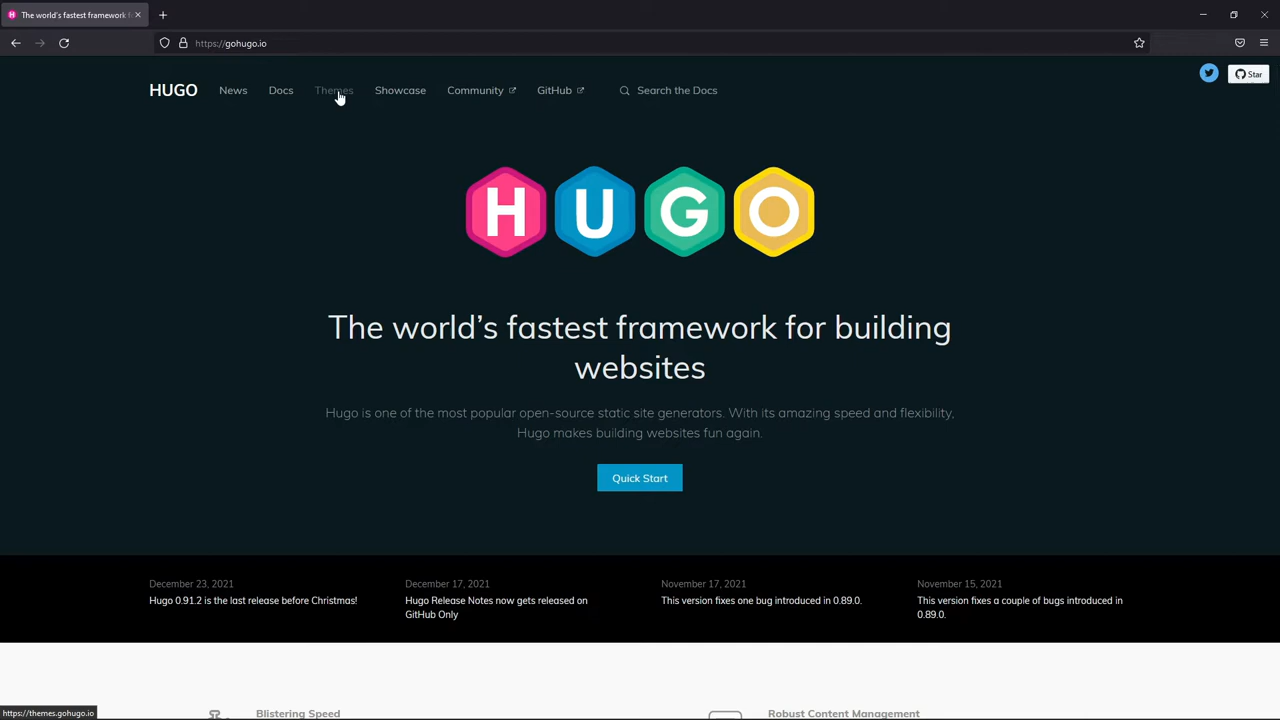 The world's fastest framework f
https://gohugo.io
Star
HUGO News Docs Themes Showcase Community GitHub Search the Docs
HUGO
The world's fastest framework for building
websites
Hugo is one of the most popular open-source static site generators. With its amazing speed and flexibility,
Hugo makes building websites fun again.
Quick Start
December 23, 2021
Hugo 0.91.2 is the last release before Christmas!
December 17, 2021
Hugo Release Notes now gets released on
GitHub Only
November 17, 2021
This version fixes one bug introduced in 0.89.0.
November 15, 2021
This version fixes a couple of bugs introduced in
0.89.0.
Blistering Speed
Robust Content Management
https://themes.gohugo.io